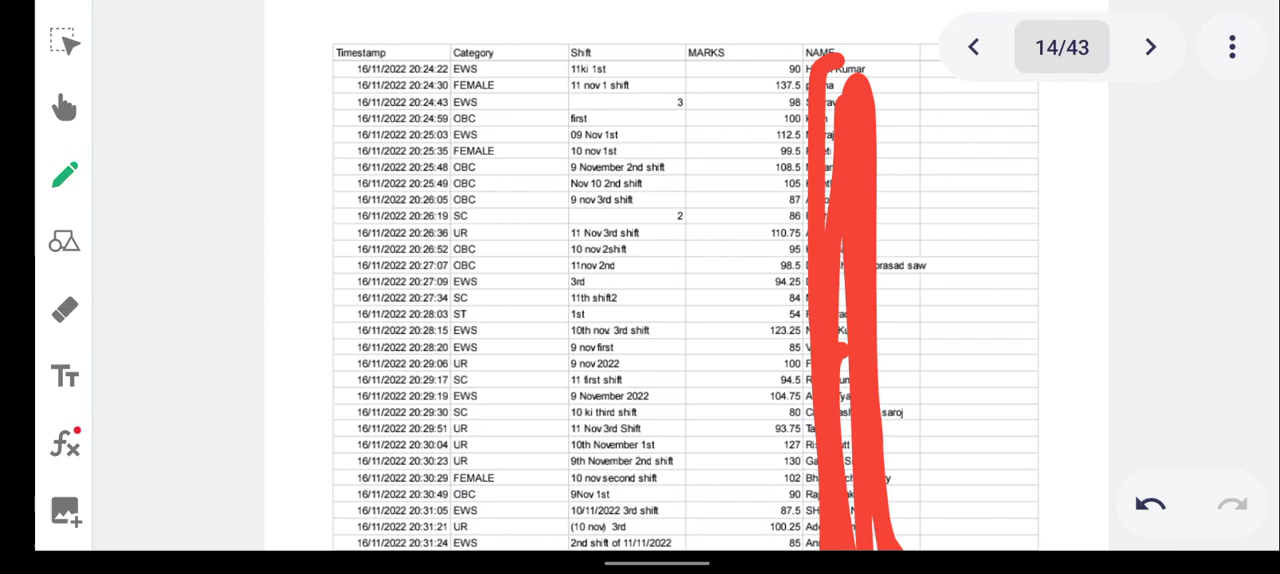 14/43
Timestamp Category Shift MARKS NAME
16/11/2022 20:24:22 EWS 11ki 1st 90 Kumar
16/11/2022 20:24:30 FEMALE 11 nov 1 shift 137.5
16/11/2022 20:24:43 EWS 3 98
16/11/2022 20:24:59 OBC first 100
16/11/2022 20:25:03 EWS 09 Nov 1st 112.5
16/11/2022 20:25:35 FEMALE 10 nov 1st 99.5
16/11/2022 20:25:48 OBC 9 November 2nd shift 108.5
16/11/2022 20:25:49 OBC Nov 10 2nd shift 105
16/11/2022 20:26:05 OBC 9 nov 3rd shift 87
16/11/2022 20:26:19 SC 2 86
16/11/2022 20:26:36 UR 11 Nov 3rd shift 110.75
16/11/2022 20:26:52 OBC 10 nov 2shift 95
16/11/2022 20:27:07 OBC 11nov 2nd 98.5 prasad saw
16/11/2022 20:27:09 EWS 3rd 94.25
16/11/2022 20:27:34 SC 11th shift2 84
16/11/2022 20:28:03 ST 1st 54
16/11/2022 20:28:15 EWS 10th nov. 3rd shift 123.25
16/11/2022 20:28:20 EWS 9 nov first 85
16/11/2022 20:29:06 UR 9 nov 2022 100
16/11/2022 20:29:17 SC 11 first shift 94.5
16/11/2022 20:29:19 EWS 9 November 2022 104.75
16/11/2022 20:29:30 SC 10 ki third shift 80 saroj
16/11/2022 20:29:51 UR 11 Nov 3rd Shift 93.75
16/11/2022 20:30:04 UR 10th November 1st 127
16/11/2022 20:30:23 UR 9th November 2nd shift 130
16/11/2022 20:30:29 FEMALE 10 nov second shift 102
16/11/2022 20:30:49 OBC 9Nov 1st 90
16/11/2022 20:31:05 EWS 10/11/2022 3rd shift 87.5
16/11/2022 20:31:21 UR (10 nov) 3rd 100.25
16/11/2022 20:31:24 EWS 2nd shift of 11/11/2022 85
Tт
fx